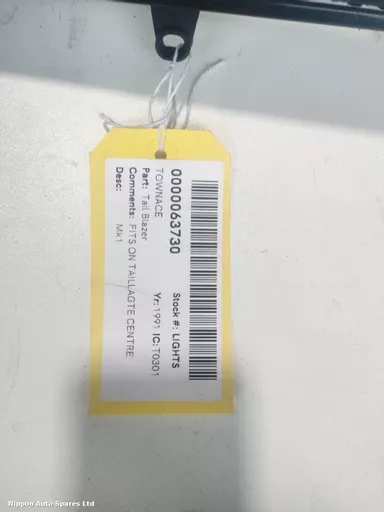 0000063730 Stock #: LIGHTS
TOWNACE Yr: 1991 IC: T0301
Part: Tail Blazer
Comments: FITS ON TAILLAGTE CENTRE
Desc: Mk1
Nippon Auto Spares Ltd